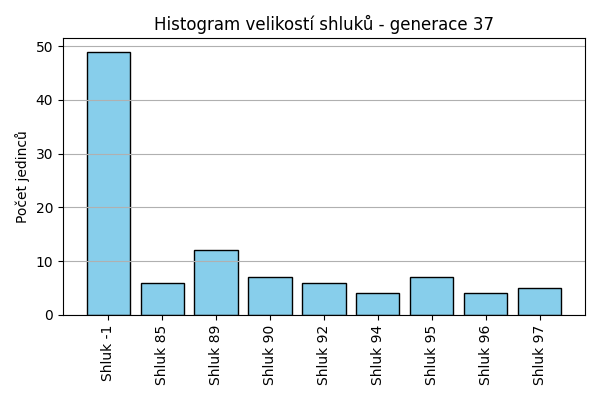 Histogram velikostí shluků - generace 37
Počet jedinců
50
40
30
20
10
0
Shluk -1
Shluk 85
Shluk 89
Shluk 90
Shluk 92
Shluk 94
Shluk 95
Shluk 96
Shluk 97